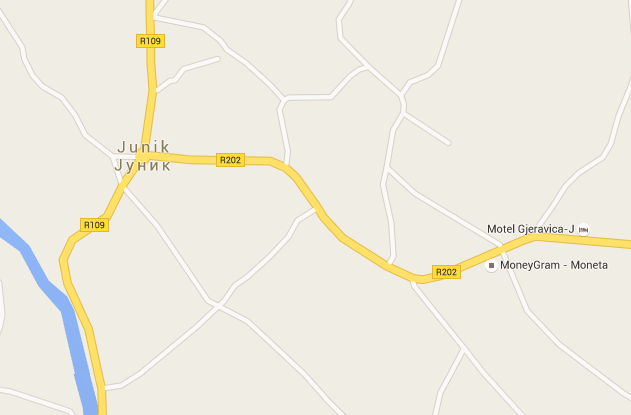 R109
Junik
Јуник
R202
R109
Motel Gjeravica-J
MoneyGram - Moneta
R202